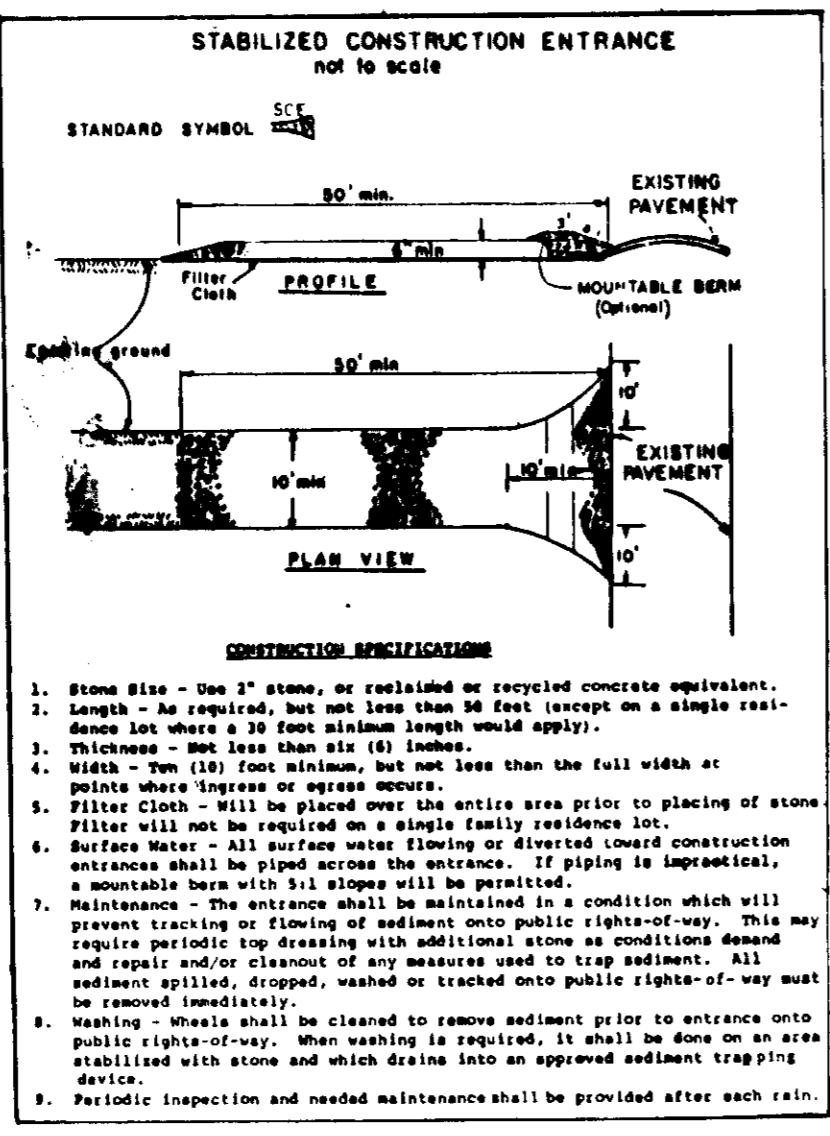 STABILIZED CONSTRUCTION ENTRANCE
not to scale
SCE
STANDARD SYMBOL
50' min.
EXISTING
PAVEMENT
3'
6" min
Filter
Cloth
PROFILE
MOUNTABLE BERM
(Optional)
Existing ground
50' min
10'
10' min
10' min
EXISTING
PAVEMENT
10'
PLAN VIEW
CONSTRUCTION SPECIFICATIONS
1. Stone Size - Use 2" stone, or reclaimed or recycled concrete equivalent.
2. Length - As required, but not less than 50 feet (except on a single resi-
dence lot where a 30 foot minimum length would apply).
3. Thickness - Not less than six (6) inches.
4. Width - Ten (10) foot minimum, but not less than the full width at
points where ingress or egress occurs.
5. Filter Cloth - Will be placed over the entire area prior to placing of stone
Filter will not be required on a single family residence lot.
6. Surface Water - All surface water flowing or diverted toward construction
entrances shall be piped across the entrance. If piping is impractical,
a mountable berm with 5:1 slopes will be permitted.
7. Maintenance - The entrance shall be maintained in a condition which will
prevent tracking or flowing of sediment onto public rights-of-way. This may
require periodic top dressing with additional stone as conditions demand
and repair and/or cleanout of any measures used to trap sediment. All
sediment spilled, dropped, washed or tracked onto public rights-of-way must
be removed immediately.
8. Washing - Wheels shall be cleaned to remove sediment prior to entrance onto
public rights-of-way. When washing is required, it shall be done on an area
stabilized with stone and which drains into an approved sediment trapping
device.
9. Periodic inspection and needed maintenance shall be provided after each rain.